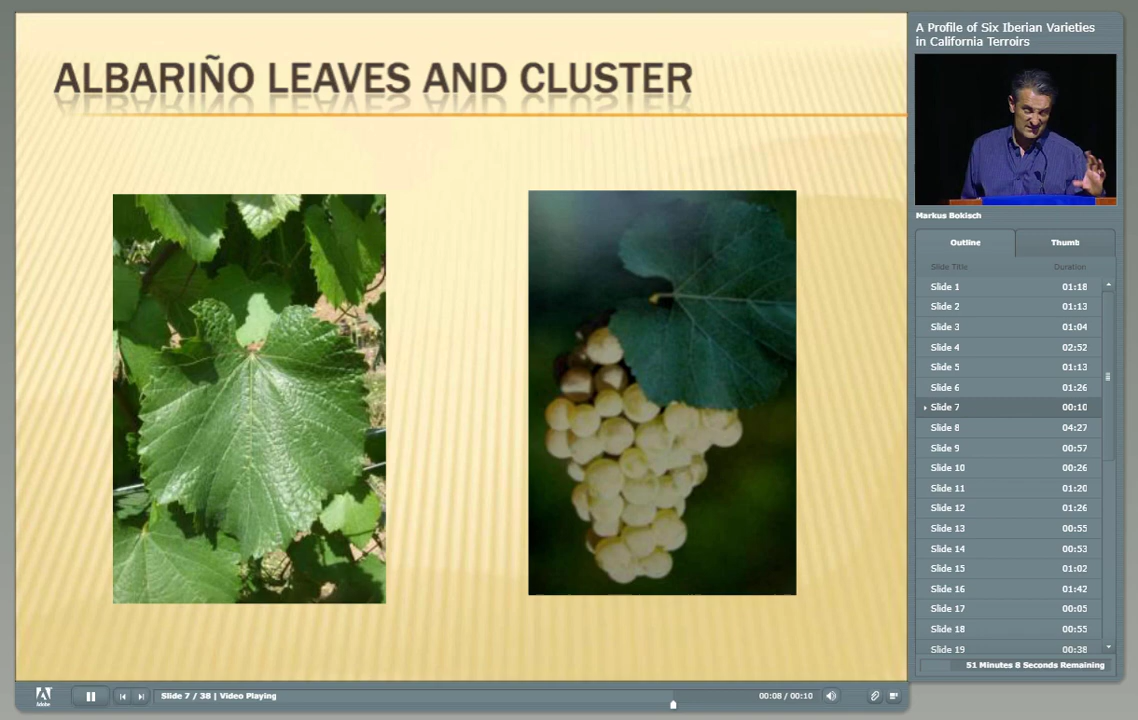 ALBARIÑO LEAVES AND CLUSTER
A Profile of Six Iberian Varieties
in California Terroirs
Markus Bokisch
Outline Thumb
Slide Title Duration
Slide 1 01:18
Slide 2 01:13
Slide 3 01:04
Slide 4 02:52
Slide 5 01:13
Slide 6 01:26
Slide 7 00:10
Slide 8 04:27
Slide 9 00:57
Slide 10 00:26
Slide 11 01:20
Slide 12 01:26
Slide 13 00:55
Slide 14 00:53
Slide 15 01:02
Slide 16 01:42
Slide 17 00:05
Slide 18 00:55
Slide 19 00:38
51 Minutes 8 Seconds Remaining
Adobe
Slide 7 / 38 | Video Playing
00:08 / 00:10